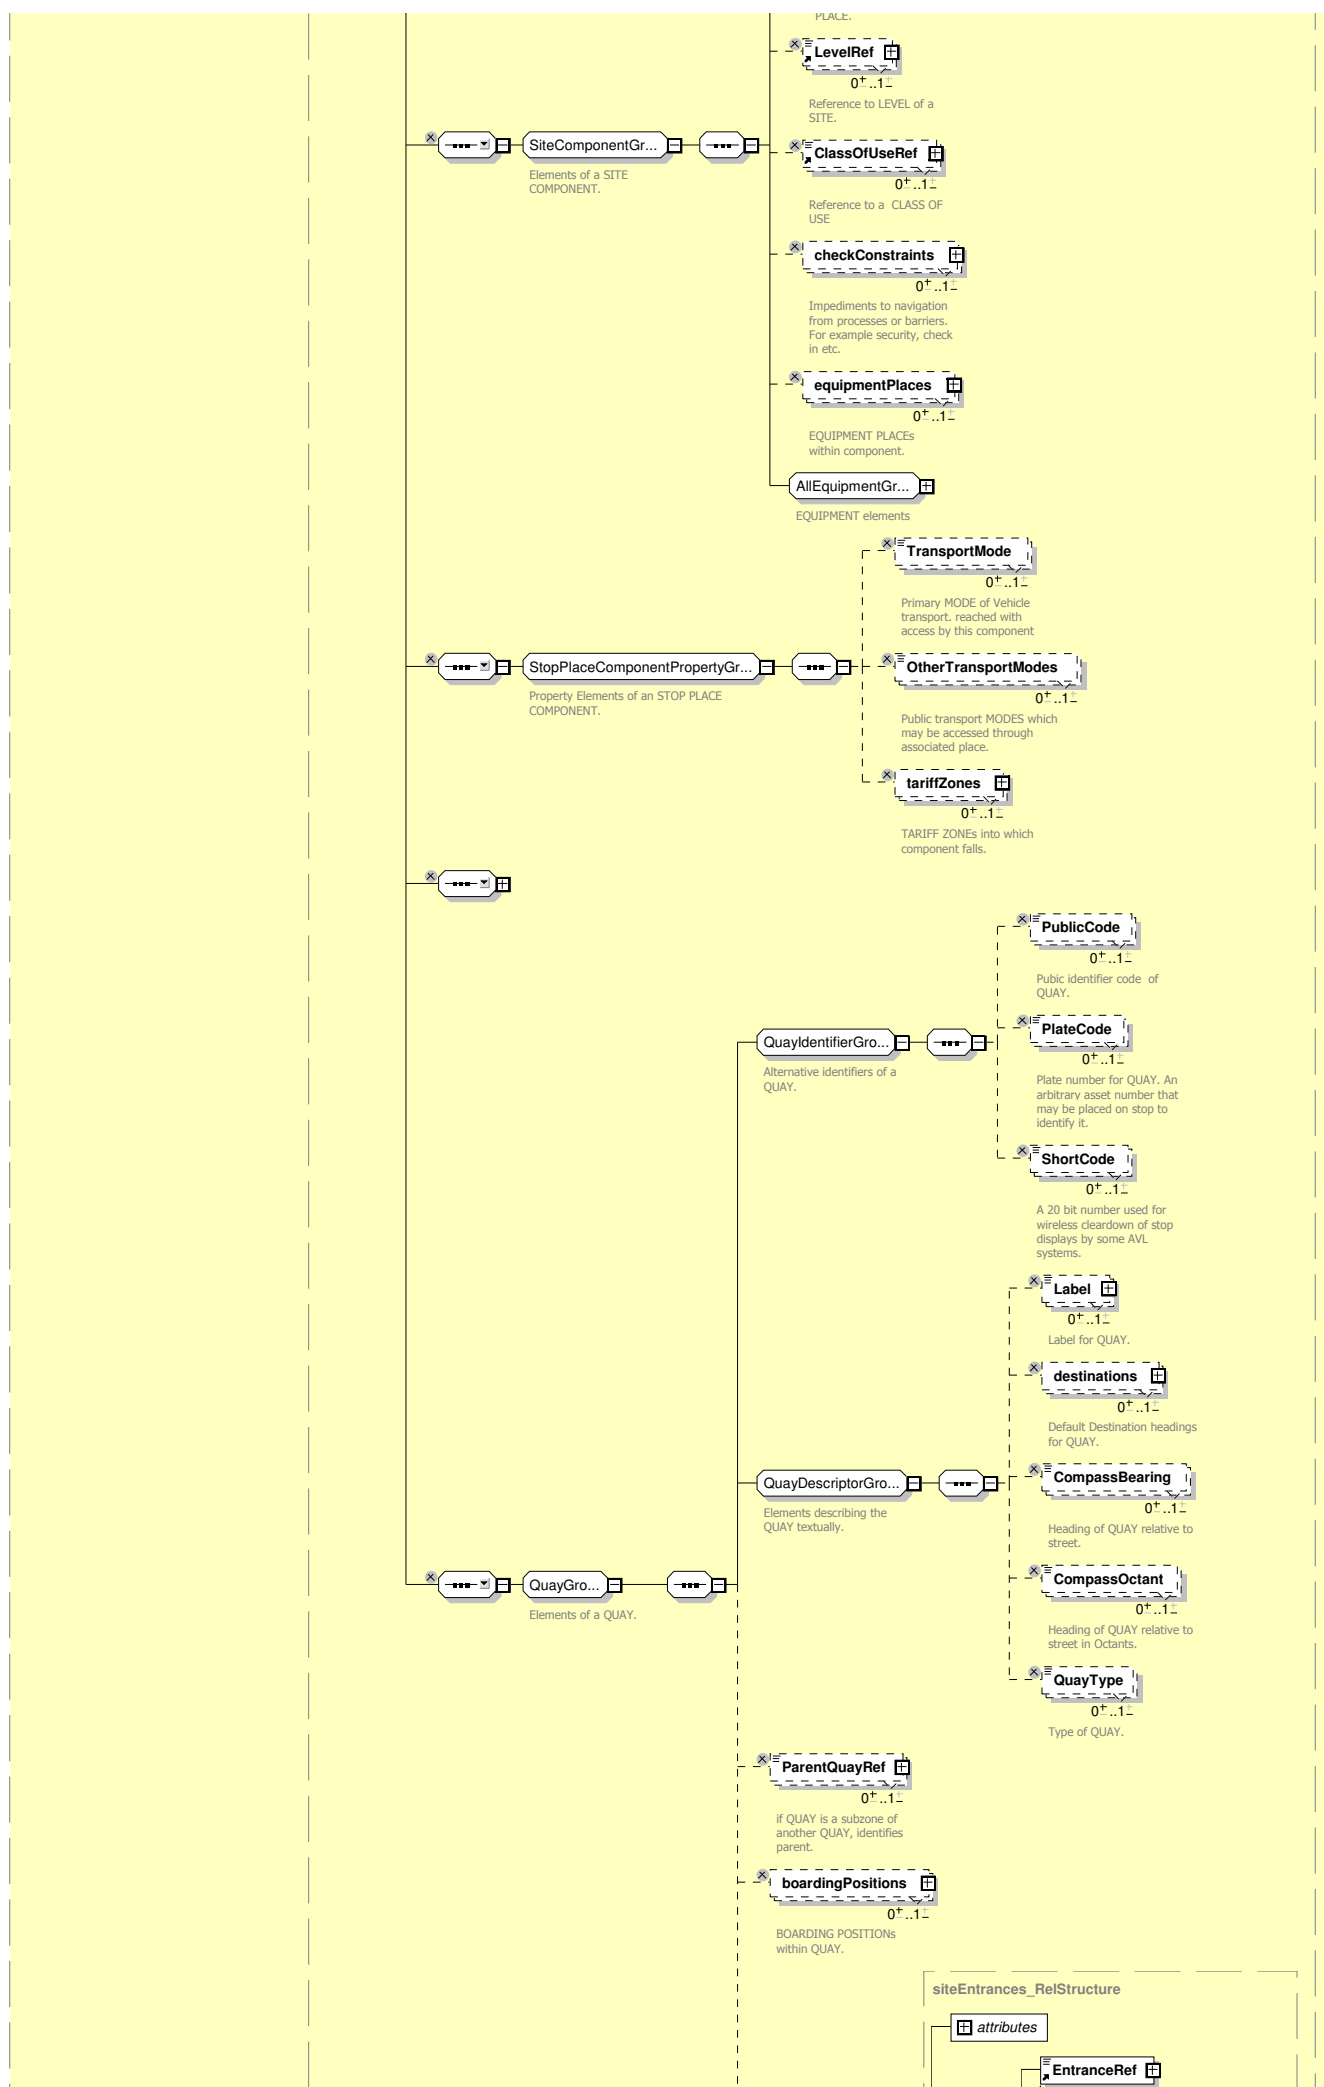 PLACE.
LevelRef
0..1
Reference to LEVEL of a
SITE.
SiteComponentGr...
Elements of a SITE
COMPONENT.
ClassOfUseRef
0..1
Reference to a  CLASS OF
USE
checkConstraints
0..1
Impediments to navigation
from processes or barriers.
For example security, check
in etc.
equipmentPlaces
0..1
EQUIPMENT PLACEs
within component.
AllEquipmentGr...
EQUIPMENT elements
TransportMode
0..1
Primary MODE of Vehicle
transport. reached with
access by this component
StopPlaceComponentPropertyGr...
Property Elements of an STOP PLACE
COMPONENT.
OtherTransportModes
0..1
Public transport MODES which
may be accessed through
associated place.
tariffZones
0..1
TARIFF ZONEs into which
component falls.
PublicCode
0..1
Pubic identifier code  of
QUAY.
QuayIdentifierGro...
Alternative identifiers of a
QUAY.
PlateCode
0..1
Plate number for QUAY. An
arbitrary asset number that
may be placed on stop to
identify it.
ShortCode
0..1
A 20 bit number used for
wireless cleardown of stop
displays by some AVL
systems.
Label
0..1
Label for QUAY.
destinations
0..1
Default Destination headings
for QUAY.
QuayDescriptorGro...
Elements describing the
QUAY textually.
CompassBearing
0..1
Heading of QUAY relative to
street.
QuayGro...
Elements of a QUAY.
CompassOctant
0..1
Heading of QUAY relative to
street in Octants.
QuayType
0..1
Type of QUAY.
ParentQuayRef
0..1
if QUAY is a subzone of
another QUAY, identifies
parent.
boardingPositions
0..1
BOARDING POSITIONs
within QUAY.
siteEntrances_RelStructure
attributes
EntranceRef